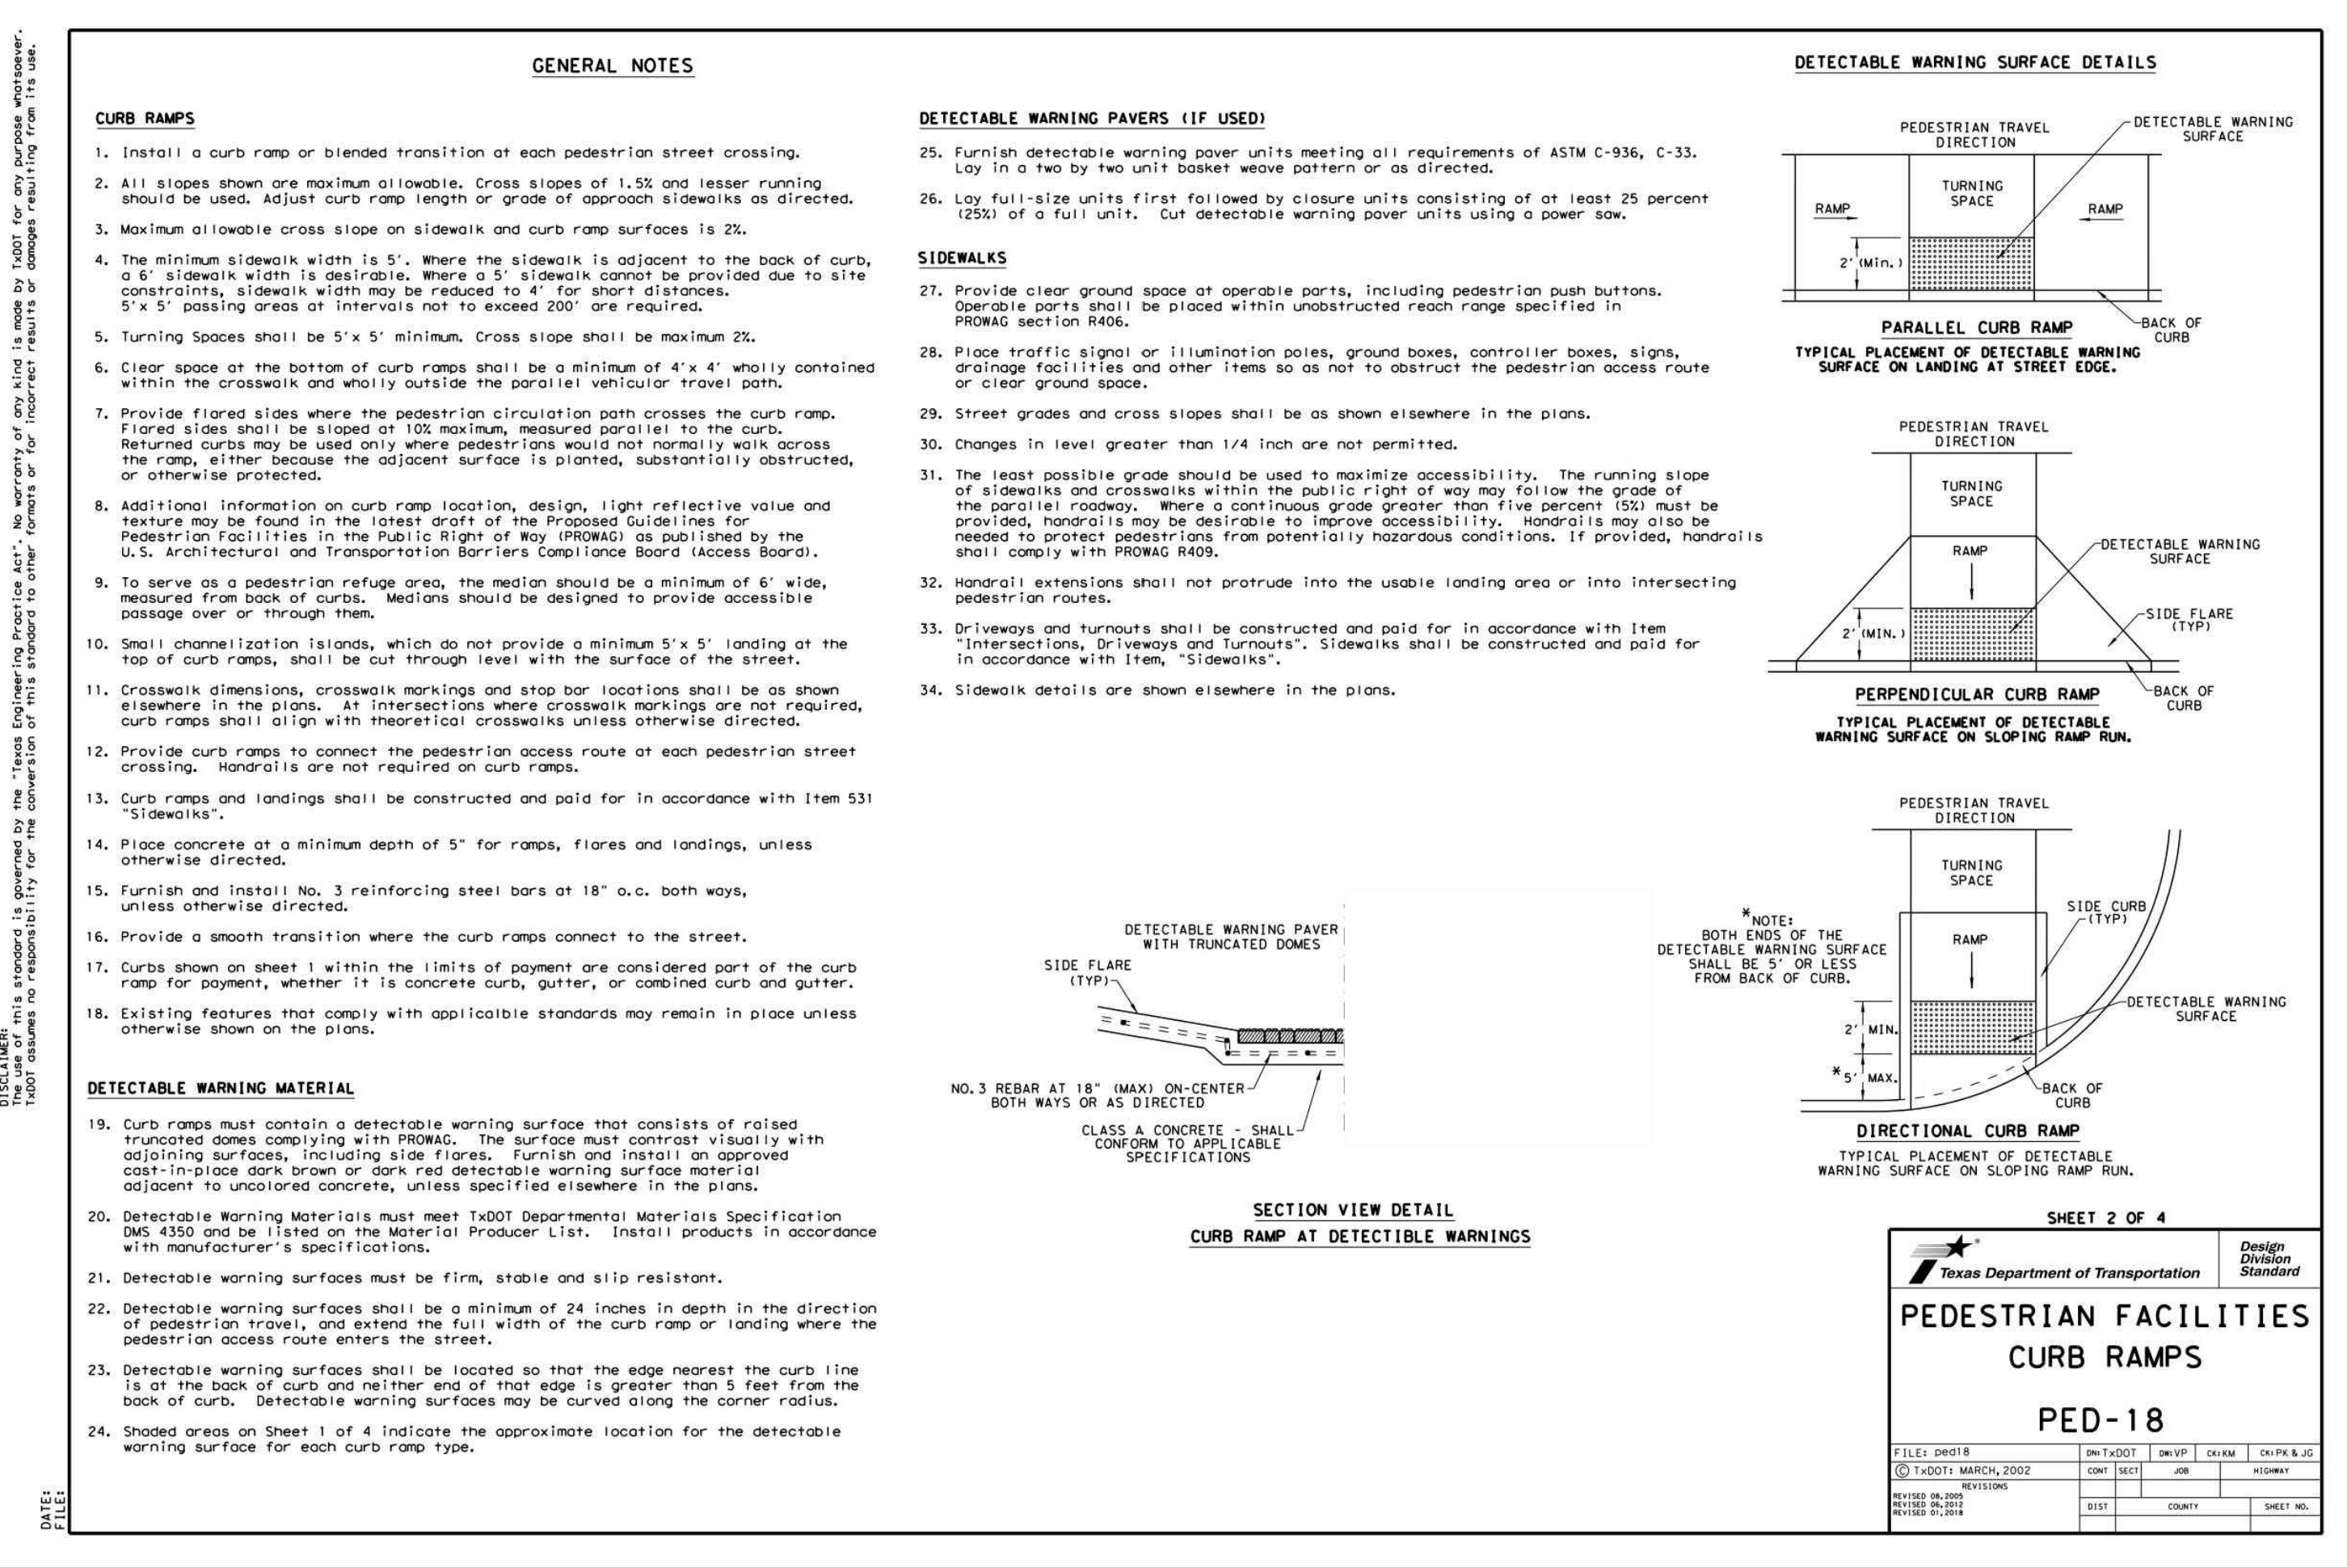 DISCLAIMER:
The use of this standard is governed by the "Texas Engineering Practice Act". No warranty of any kind is made by TxDOT for any purpose whatsoever.
TxDOT assumes no responsibility for the conversion of this standard to other formats or for incorrect results or damages resulting from its use.
DATE:
FILE:
GENERAL NOTES
CURB RAMPS
1. Install a curb ramp or blended transition at each pedestrian street crossing.
2. All slopes shown are maximum allowable. Cross slopes of 1.5% and lesser running
should be used. Adjust curb ramp length or grade of approach sidewalks as directed.
3. Maximum allowable cross slope on sidewalk and curb ramp surfaces is 2%.
4. The minimum sidewalk width is 5'. Where the sidewalk is adjacent to the back of curb,
a 6' sidewalk width is desirable. Where a 5' sidewalk cannot be provided due to site
constraints, sidewalk width may be reduced to 4' for short distances.
5'x 5' passing areas at intervals not to exceed 200' are required.
5. Turning Spaces shall be 5'x 5' minimum. Cross slope shall be maximum 2%.
6. Clear space at the bottom of curb ramps shall be a minimum of 4'x 4' wholly contained
within the crosswalk and wholly outside the parallel vehicular travel path.
7. Provide flared sides where the pedestrian circulation path crosses the curb ramp.
Flared sides shall be sloped at 10% maximum, measured parallel to the curb.
Returned curbs may be used only where pedestrians would not normally walk across
the ramp, either because the adjacent surface is planted, substantially obstructed,
or otherwise protected.
8. Additional information on curb ramp location, design, light reflective value and
texture may be found in the latest draft of the Proposed Guidelines for
Pedestrian Facilities in the Public Right of Way (PROWAG) as published by the
U.S. Architectural and Transportation Barriers Compliance Board (Access Board).
9. To serve as a pedestrian refuge area, the median should be a minimum of 6' wide,
measured from back of curbs. Medians should be designed to provide accessible
passage over or through them.
10. Small channelization islands, which do not provide a minimum 5'x 5' landing at the
top of curb ramps, shall be cut through level with the surface of the street.
11. Crosswalk dimensions, crosswalk markings and stop bar locations shall be as shown
elsewhere in the plans. At intersections where crosswalk markings are not required,
curb ramps shall align with theoretical crosswalks unless otherwise directed.
12. Provide curb ramps to connect the pedestrian access route at each pedestrian street
crossing. Handrails are not required on curb ramps.
13. Curb ramps and landings shall be constructed and paid for in accordance with Item 531
"Sidewalks".
14. Place concrete at a minimum depth of 5" for ramps, flares and landings, unless
otherwise directed.
15. Furnish and install No. 3 reinforcing steel bars at 18" o.c. both ways,
unless otherwise directed.
16. Provide a smooth transition where the curb ramps connect to the street.
17. Curbs shown on sheet 1 within the limits of payment are considered part of the curb
ramp for payment, whether it is concrete curb, gutter, or combined curb and gutter.
18. Existing features that comply with applicalble standards may remain in place unless
otherwise shown on the plans.
DETECTABLE WARNING MATERIAL
19. Curb ramps must contain a detectable warning surface that consists of raised
truncated domes complying with PROWAG. The surface must contrast visually with
adjoining surfaces, including side flares. Furnish and install an approved
cast-in-place dark brown or dark red detectable warning surface material
adjacent to uncolored concrete, unless specified elsewhere in the plans.
20. Detectable Warning Materials must meet TxDOT Departmental Materials Specification
DMS 4350 and be listed on the Material Producer List. Install products in accordance
with manufacturer's specifications.
21. Detectable warning surfaces must be firm, stable and slip resistant.
22. Detectable warning surfaces shall be a minimum of 24 inches in depth in the direction
of pedestrian travel, and extend the full width of the curb ramp or landing where the
pedestrian access route enters the street.
23. Detectable warning surfaces shall be located so that the edge nearest the curb line
is at the back of curb and neither end of that edge is greater than 5 feet from the
back of curb. Detectable warning surfaces may be curved along the corner radius.
24. Shaded areas on Sheet 1 of 4 indicate the approximate location for the detectable
warning surface for each curb ramp type.
DETECTABLE WARNING PAVERS (IF USED)
25. Furnish detectable warning paver units meeting all requirements of ASTM C-936, C-33.
Lay in a two by two unit basket weave pattern or as directed.
26. Lay full-size units first followed by closure units consisting of at least 25 percent
(25%) of a full unit. Cut detectable warning paver units using a power saw.
SIDEWALKS
27. Provide clear ground space at operable parts, including pedestrian push buttons.
Operable parts shall be placed within unobstructed reach range specified in
PROWAG section R406.
28. Place traffic signal or illumination poles, ground boxes, controller boxes, signs,
drainage facilities and other items so as not to obstruct the pedestrian access route
or clear ground space.
29. Street grades and cross slopes shall be as shown elsewhere in the plans.
30. Changes in level greater than 1/4 inch are not permitted.
31. The least possible grade should be used to maximize accessibility. The running slope
of sidewalks and crosswalks within the public right of way may follow the grade of
the parallel roadway. Where a continuous grade greater than five percent (5%) must be
provided, handrails may be desirable to improve accessibility. Handrails may also be
needed to protect pedestrians from potentially hazardous conditions. If provided, handrails
shall comply with PROWAG R409.
32. Handrail extensions shall not protrude into the usable landing area or into intersecting
pedestrian routes.
33. Driveways and turnouts shall be constructed and paid for in accordance with Item
"Intersections, Driveways and Turnouts". Sidewalks shall be constructed and paid for
in accordance with Item, "Sidewalks".
34. Sidewalk details are shown elsewhere in the plans.
DETECTABLE WARNING PAVER
WITH TRUNCATED DOMES
SIDE FLARE
(TYP)
NO.3 REBAR AT 18" (MAX) ON-CENTER
BOTH WAYS OR AS DIRECTED
CLASS A CONCRETE - SHALL
CONFORM TO APPLICABLE
SPECIFICATIONS
SECTION VIEW DETAIL
CURB RAMP AT DETECTIBLE WARNINGS
DETECTABLE WARNING SURFACE DETAILS
PEDESTRIAN TRAVEL
DIRECTION
DETECTABLE WARNING
SURFACE
TURNING
SPACE
RAMP
RAMP
2' (Min.)
BACK OF
CURB
PARALLEL CURB RAMP
TYPICAL PLACEMENT OF DETECTABLE WARNING
SURFACE ON LANDING AT STREET EDGE.
PEDESTRIAN TRAVEL
DIRECTION
TURNING
SPACE
RAMP
DETECTABLE WARNING
SURFACE
SIDE FLARE
(TYP)
2' (MIN.)
BACK OF
CURB
PERPENDICULAR CURB RAMP
TYPICAL PLACEMENT OF DETECTABLE
WARNING SURFACE ON SLOPING RAMP RUN.
PEDESTRIAN TRAVEL
DIRECTION
TURNING
SPACE
SIDE CURB
(TYP)
*NOTE:
BOTH ENDS OF THE
DETECTABLE WARNING SURFACE
SHALL BE 5' OR LESS
FROM BACK OF CURB.
RAMP
DETECTABLE WARNING
SURFACE
2' MIN.
*5' MAX.
BACK OF
CURB
DIRECTIONAL CURB RAMP
TYPICAL PLACEMENT OF DETECTABLE
WARNING SURFACE ON SLOPING RAMP RUN.
SHEET 2 OF 4
®
Texas Department of Transportation
Design
Division
Standard
PEDESTRIAN FACILITIES
CURB RAMPS
PED-18
FILE: ped18
DN: TxDOT
DW: VP
CK: KM
CK: PK & JG
© TxDOT: MARCH, 2002
CONT
SECT
JOB
HIGHWAY
REVISIONS
REVISED 08,2005
REVISED 06,2012
REVISED 01,2018
DIST
COUNTY
SHEET NO.